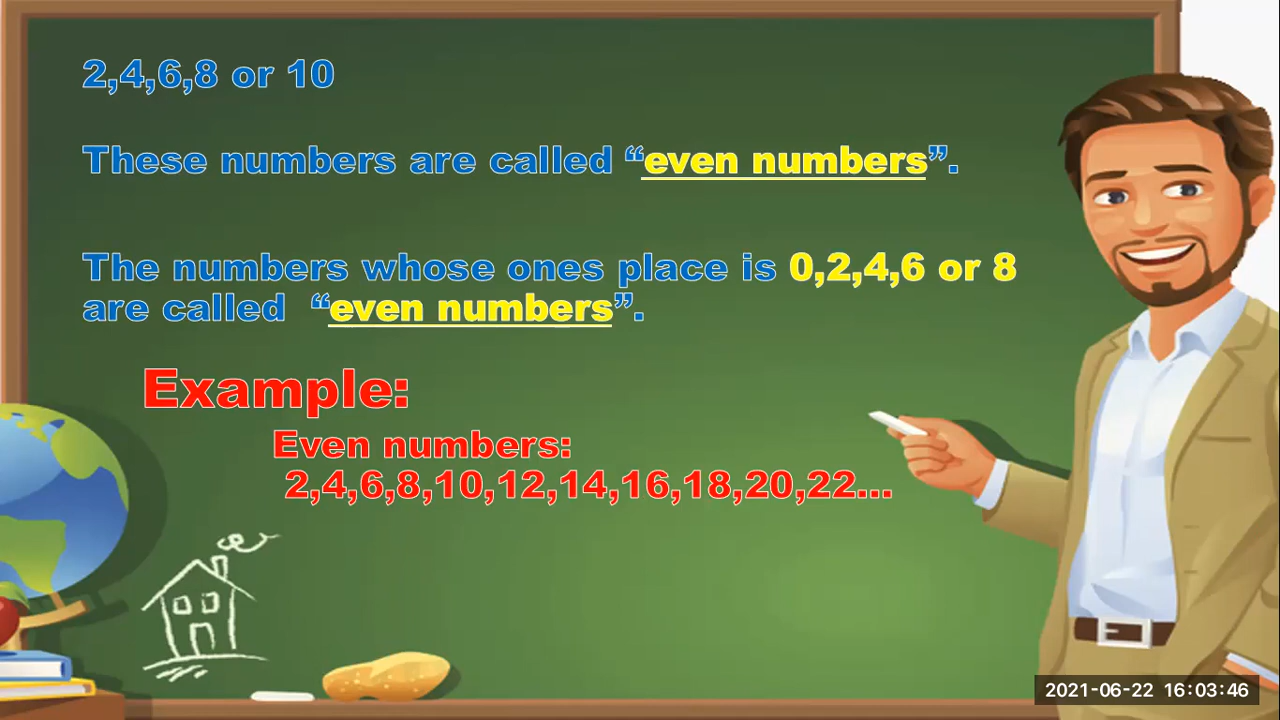 2,4,6,8 or 10
These numbers are called “even numbers”.
The numbers whose ones place is 0,2,4,6 or 8
are called “even numbers”.
Example:
Even numbers:
2,4,6,8,10,12,14,16,18,20,22...
2021-06-22 16:03:46